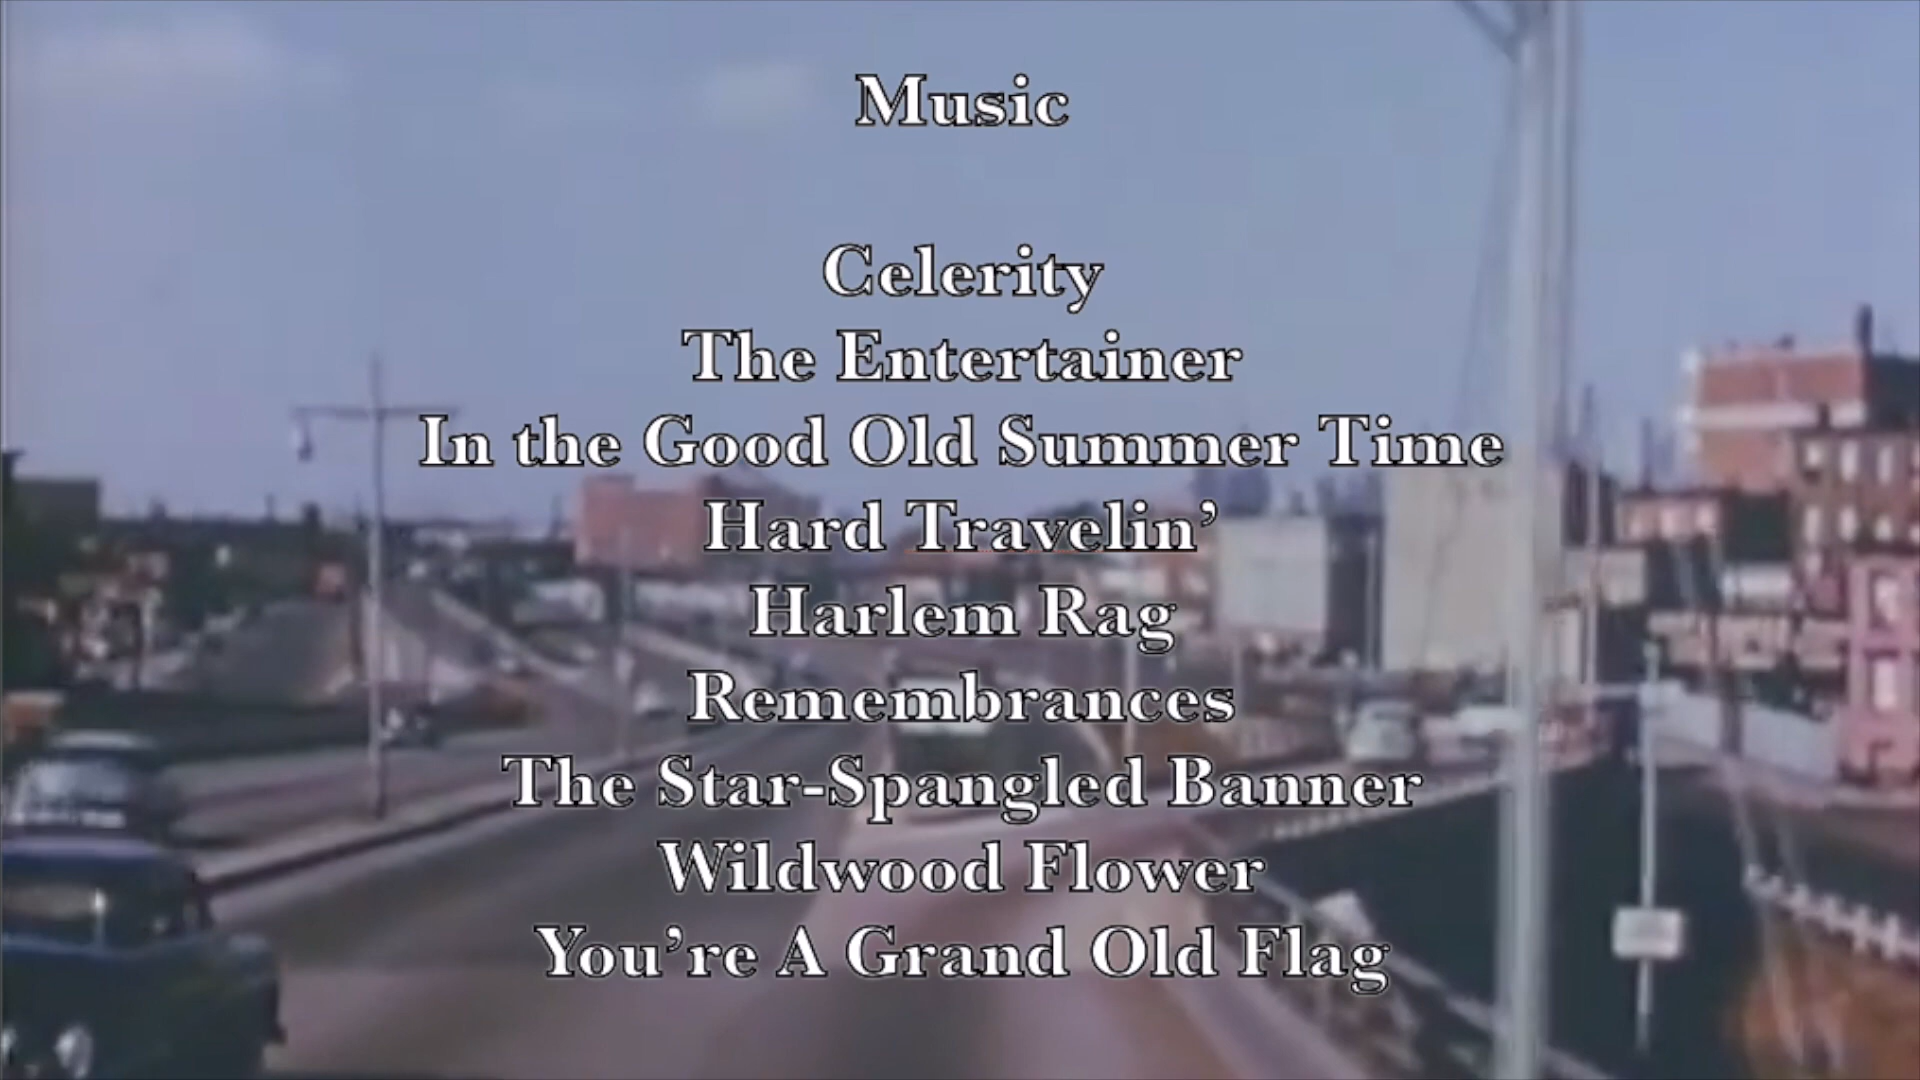 Music
Celerity
The Entertainer
In the Good Old Summer Time
Hard Travelin’
Harlem Rag
Remembrances
The Star-Spangled Banner
Wildwood Flower
You’re A Grand Old Flag